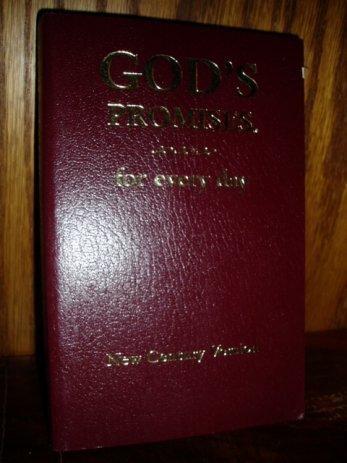 GOD'S
PROMISES
for every day
New Century Version